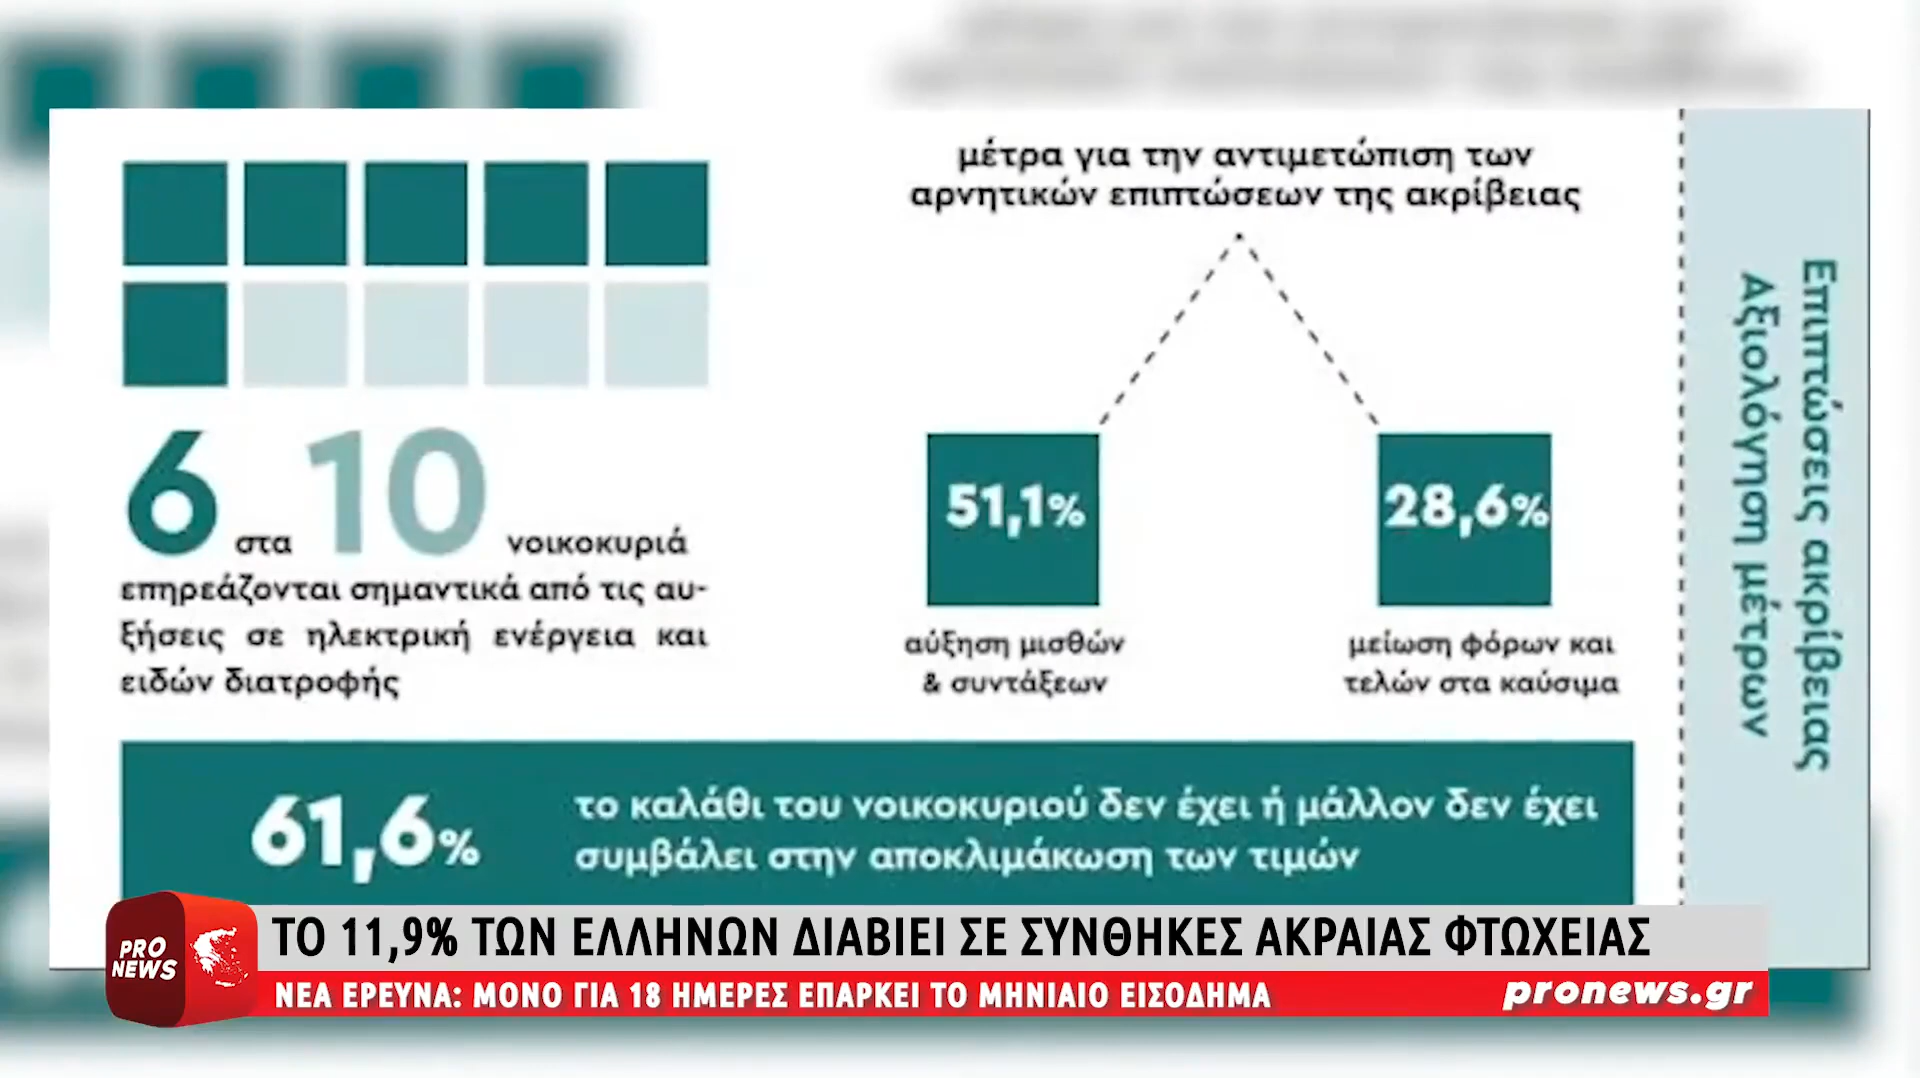 6 στα 10 νοικοκυριά
επηρεάζονται σημαντικά από τις αυ-
ξήσεις σε ηλεκτρική ενέργεια και
ειδών διατροφής
μέτρα για την αντιμετώπιση των
αρνητικών επιπτώσεων της ακρίβειας
51,1%
αύξηση μισθών
& συντάξεων
28,6%
μείωση φόρων και
τελών στα καύσιμα
61,6%
το καλάθι του νοικοκυριού δεν έχει ή μάλλον δεν έχει
συμβάλει στην αποκλιμάκωση των τιμών
Επιπτώσεις ακρίβειας
Αξιολόγηση μέτρων
PRO
NEWS
ΤΟ 11,9% ΤΩΝ ΕΛΛΗΝΩΝ ΔΙΑΒΙΕΙ ΣΕ ΣΥΝΘΗΚΕΣ ΑΚΡΑΙΑΣ ΦΤΩΧΕΙΑΣ
ΝΕΑ ΕΡΕΥΝΑ: ΜΟΝΟ ΓΙΑ 18 ΗΜΕΡΕΣ ΕΠΑΡΚΕΙ ΤΟ ΜΗΝΙΑΙΟ ΕΙΣΟΔΗΜΑ
pronews.gr